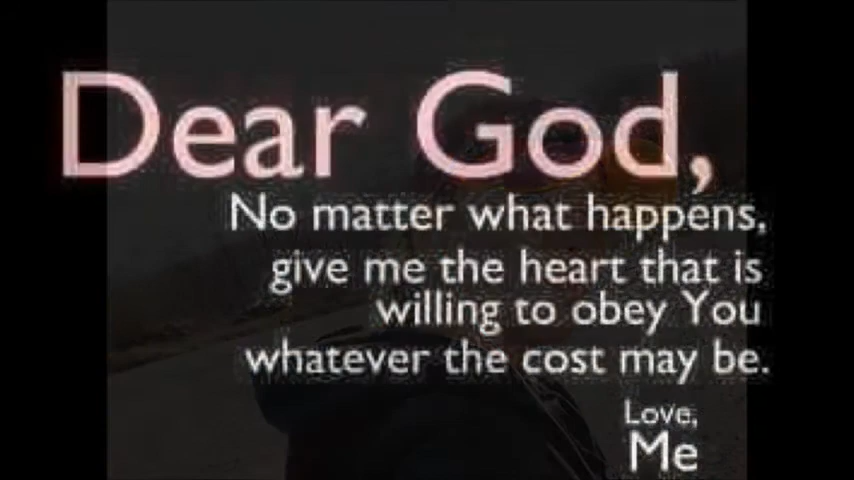 Dear God,
No matter what happens,
give me the heart that is
willing to obey You
whatever the cost may be.
Love,
Me